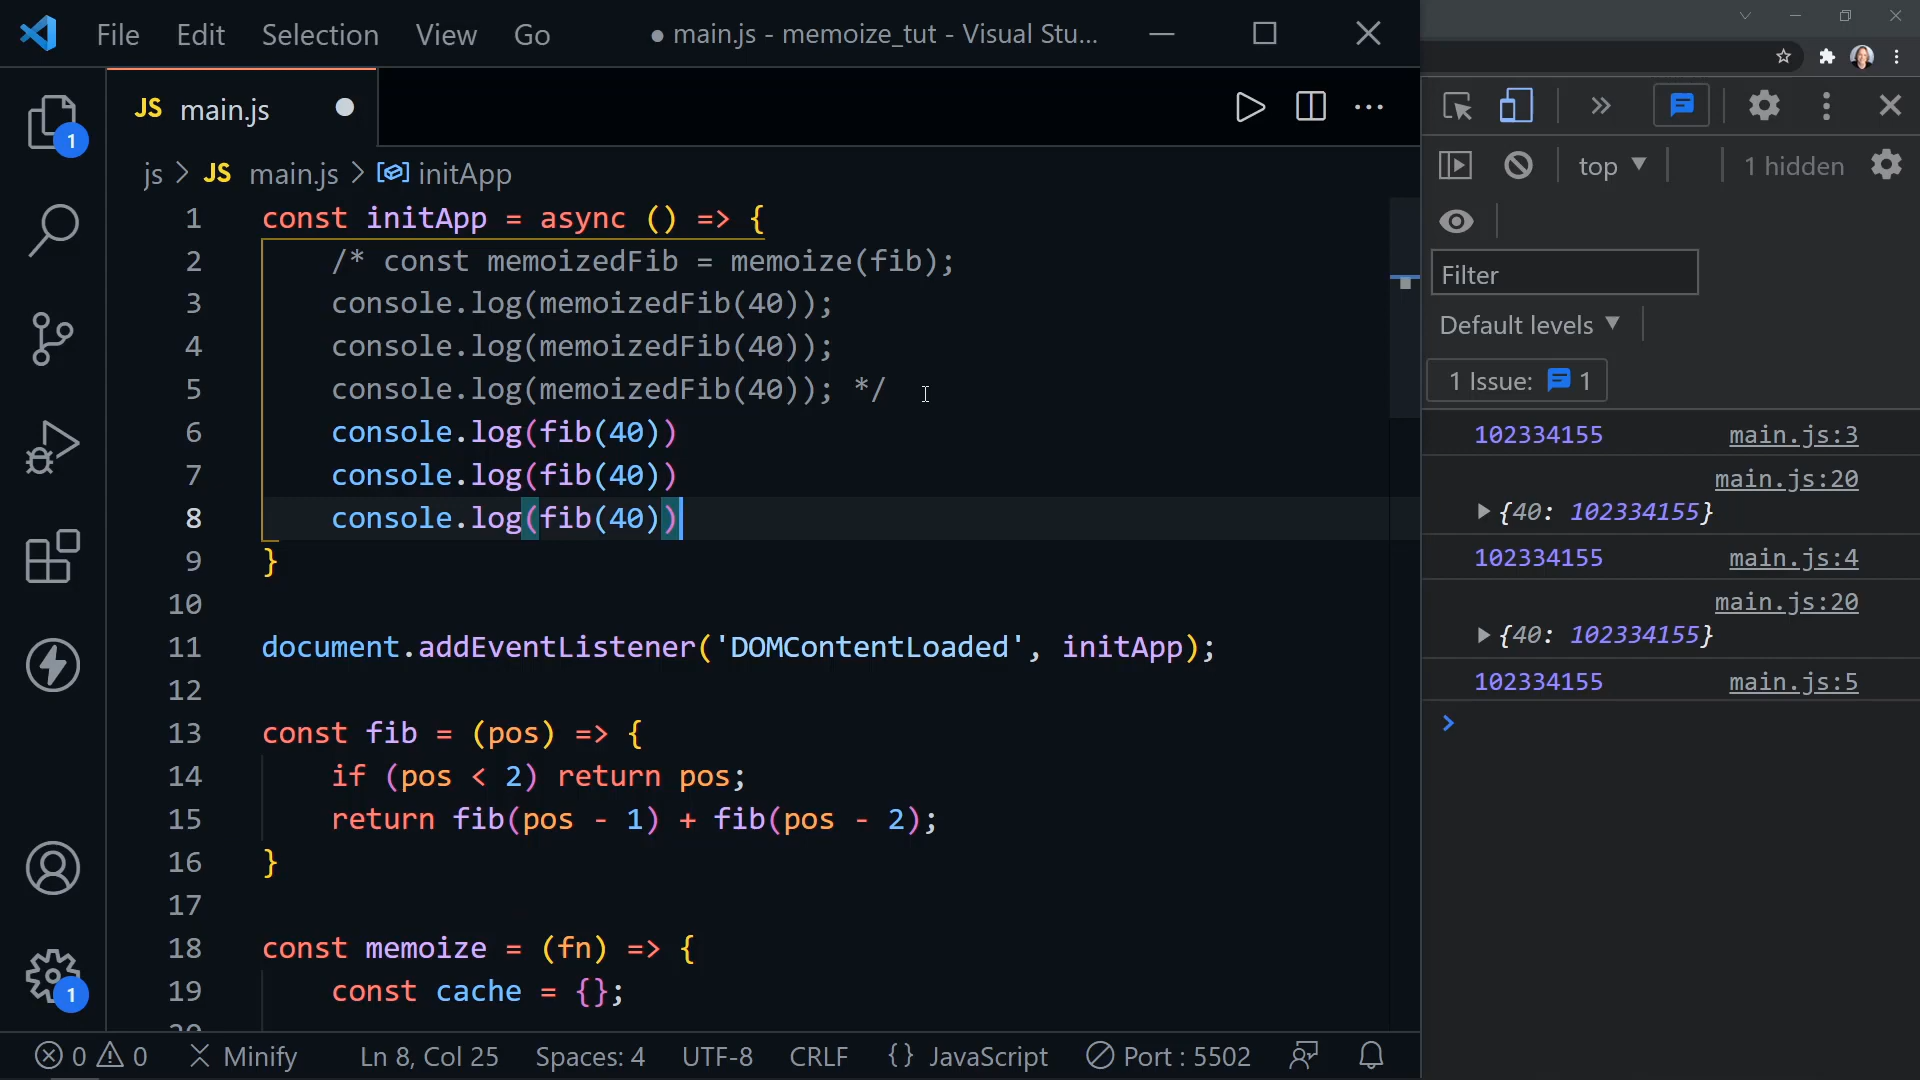 File Edit Selection View Go ● main.js - memoize_tut - Visual Stu...
JS main.js
js > JS main.js > initApp
1 const initApp = async () => {
2 /* const memoizedFib = memoize(fib);
3 console.log(memoizedFib(40));
4 console.log(memoizedFib(40));
5 console.log(memoizedFib(40)); */
6 console.log(fib(40))
7 console.log(fib(40))
8 console.log(fib(40))
9 }
10
11 document.addEventListener('DOMContentLoaded', initApp);
12
13 const fib = (pos) => {
14 if (pos < 2) return pos;
15 return fib(pos - 1) + fib(pos - 2);
16 }
17
18 const memoize = (fn) => {
19 const cache = {};
20
1
1
0 0 Minify Ln 8, Col 25 Spaces: 4 UTF-8 CRLF {} JavaScript Port : 5502
top 1 hidden
Filter
Default levels
1 Issue: 1
102334155 main.js:3
main.js:20
{40: 102334155}
102334155 main.js:4
main.js:20
{40: 102334155}
102334155 main.js:5